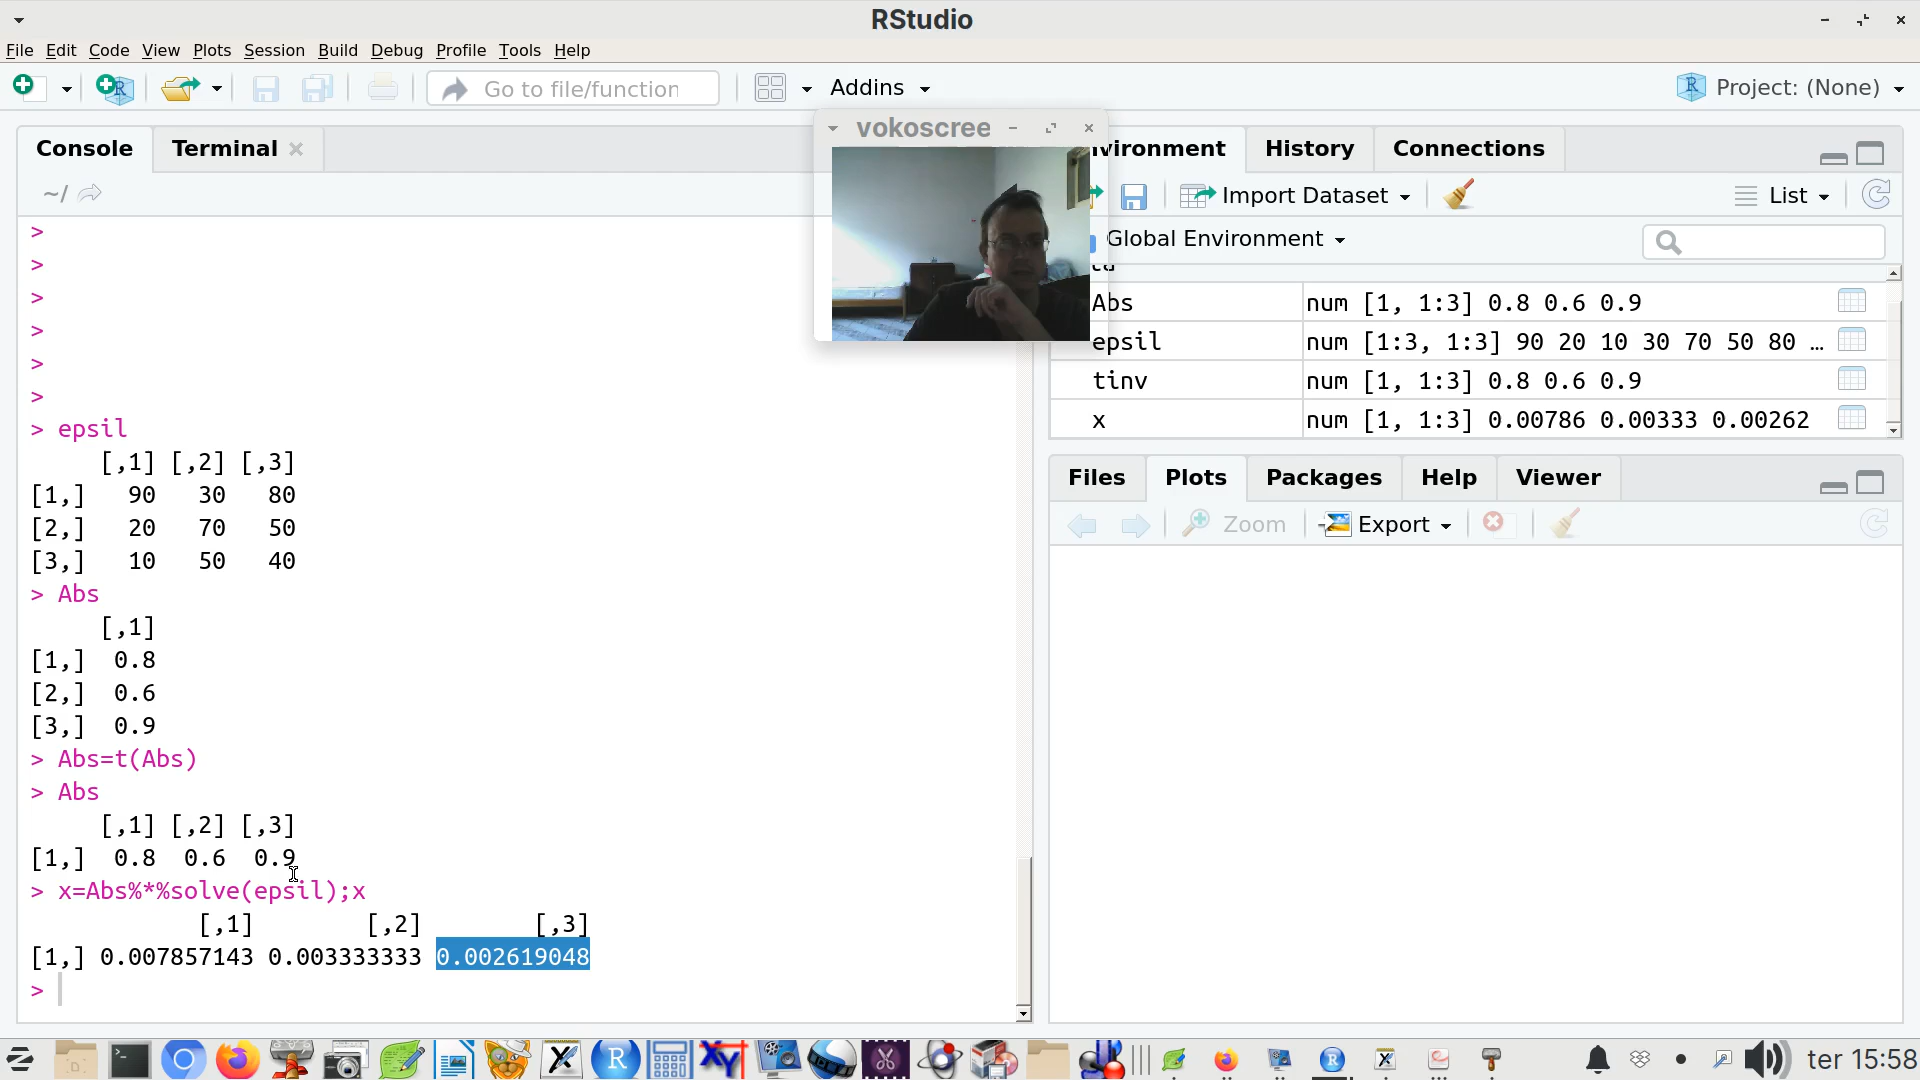 RStudio
File Edit Code View Plots Session Build Debug Profile Tools Help
Go to file/function
Addins
Project: (None)
Console
Terminal
~/
>
>
>
>
>
>
> epsil
[,1] [,2] [,3]
[1,] 90 30 80
[2,] 20 70 50
[3,] 10 50 40
> Abs
[,1]
[1,] 0.8
[2,] 0.6
[3,] 0.9
> Abs=t(Abs)
> Abs
[,1] [,2] [,3]
[1,] 0.8 0.6 0.9
> x=Abs%*%solve(epsil);x
[,1] [,2] [,3]
[1,] 0.007857143 0.003333333 0.002619048
>
vokoscree
vironment History Connections
Import Dataset
List
Global Environment
Abs num [1, 1:3] 0.8 0.6 0.9
epsil num [1:3, 1:3] 90 20 10 30 70 50 80 …
tinv num [1, 1:3] 0.8 0.6 0.9
x num [1, 1:3] 0.00786 0.00333 0.00262
Files Plots Packages Help Viewer
Zoom Export
ter 15:58